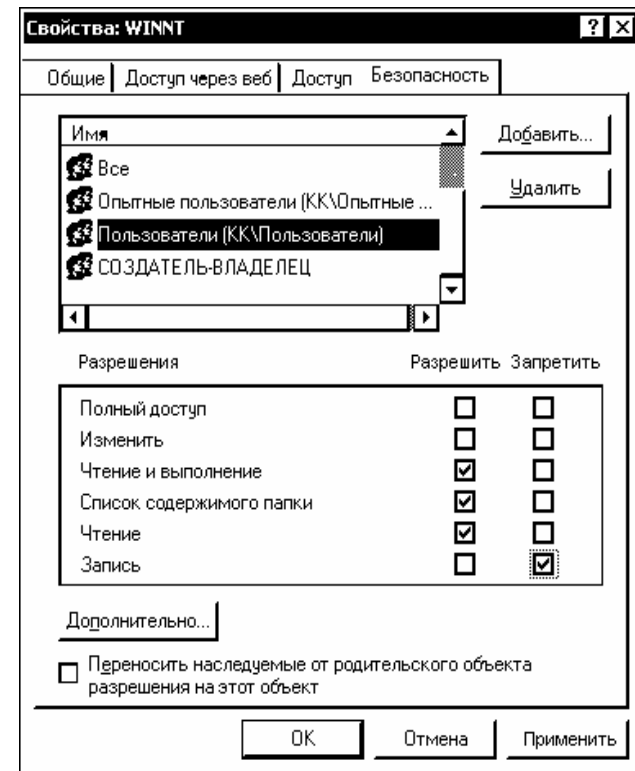 Свойства: WINNT
Общие Доступ через веб Доступ Безопасность
Имя
Добавить...
Все
Удалить
Опытные пользователи (KK\Опытные ...
Пользователи (KK\Пользователи)
СОЗДАТЕЛЬ-ВЛАДЕЛЕЦ
Разрешения Разрешить Запретить
Полный доступ
Изменить
Чтение и выполнение
Список содержимого папки
Чтение
Запись
Дополнительно...
Переносить наследуемые от родительского объекта
разрешения на этот объект
OK Отмена Применить